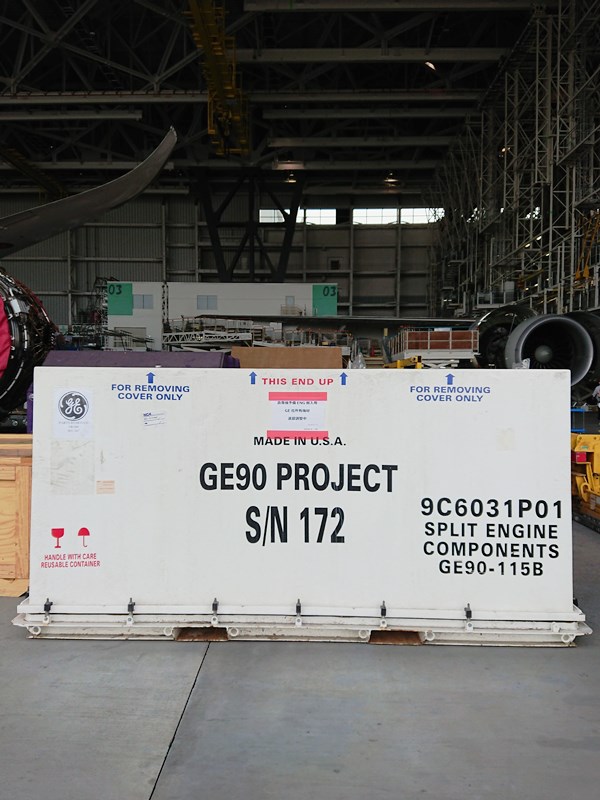 03
03
FOR REMOVING
COVER ONLY
THIS END UP
FOR REMOVING
COVER ONLY
GE
MADE IN U.S.A.
GE90 PROJECT
S/N 172
9C6031P01
SPLIT ENGINE
COMPONENTS
GE90-115B
HANDLE WITH CARE
REUSABLE CONTAINER